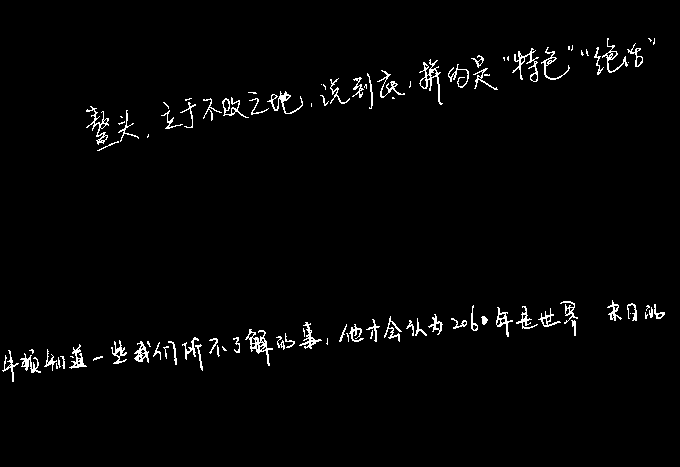 鳌头,立于不败之地,说到底,拼的是“特色”“绝活”
牛顿知道一些我们所不了解的事,他才会认为2060年是世界 末日的